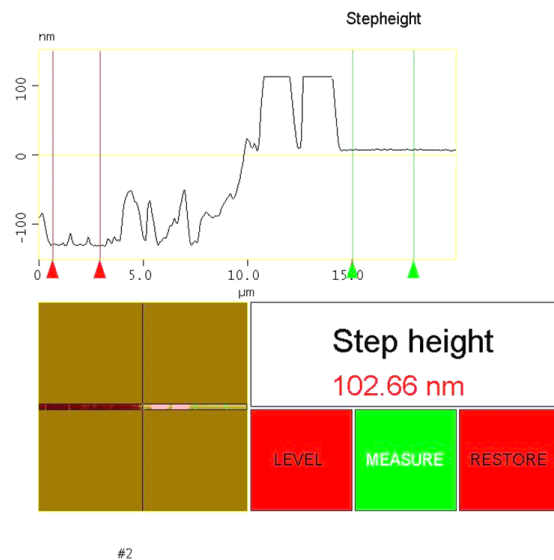 Stepheight
nm
100
0
-100
0 5.0 10.0 15.0
µm
Step height
102.66 nm
LEVEL MEASURE RESTORE
#2